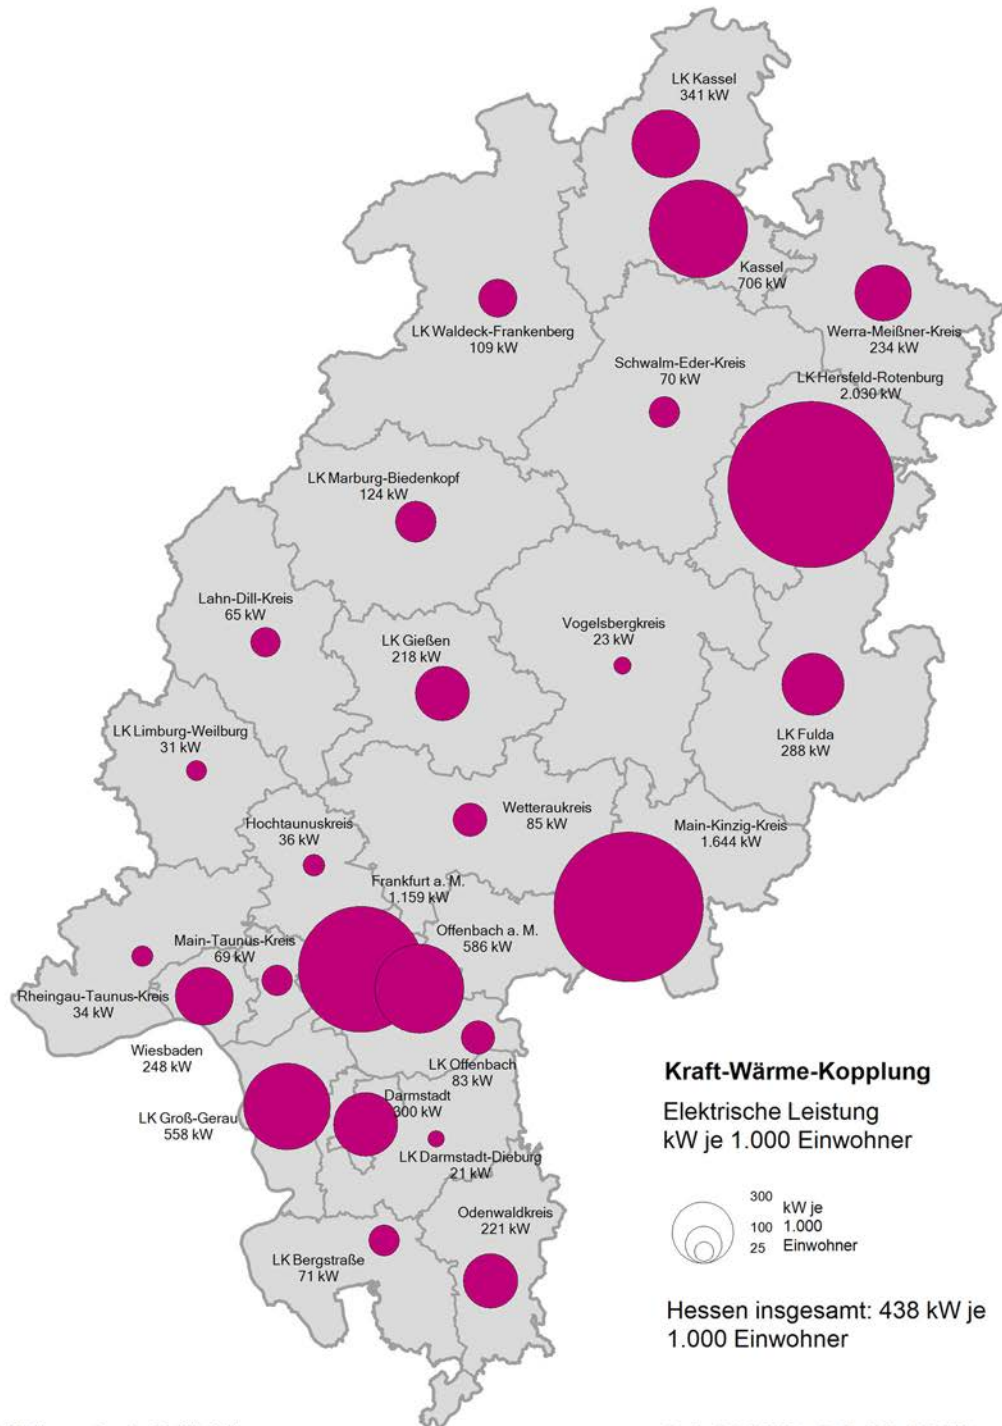 LK Kassel
341 kW
Kassel
706 kW
LK Waldeck-Frankenberg
109 kW
Werra-Meißner-Kreis
234 kW
Schwalm-Eder-Kreis
70 kW
LK Hersfeld-Rotenburg
2.030 kW
LK Marburg-Biedenkopf
124 kW
Lahn-Dill-Kreis
65 kW
LK Gießen
218 kW
Vogelsbergkreis
23 kW
LK Fulda
288 kW
LK Limburg-Weilburg
31 kW
Wetteraukreis
85 kW
Hochtaunuskreis
36 kW
Main-Kinzig-Kreis
1.644 kW
Frankfurt a. M.
1.159 kW
Offenbach a. M.
586 kW
Main-Taunus-Kreis
69 kW
Rheingau-Taunus-Kreis
34 kW
Wiesbaden
248 kW
LK Offenbach
83 kW
LK Groß-Gerau
558 kW
Darmstadt
300 kW
LK Darmstadt-Dieburg
21 kW
Odenwaldkreis
221 kW
LK Bergstraße
71 kW
Kraft-Wärme-Kopplung
Elektrische Leistung
kW je 1.000 Einwohner
300
100
25
kW je
1.000
Einwohner
Hessen insgesamt: 438 kW je
1.000 Einwohner